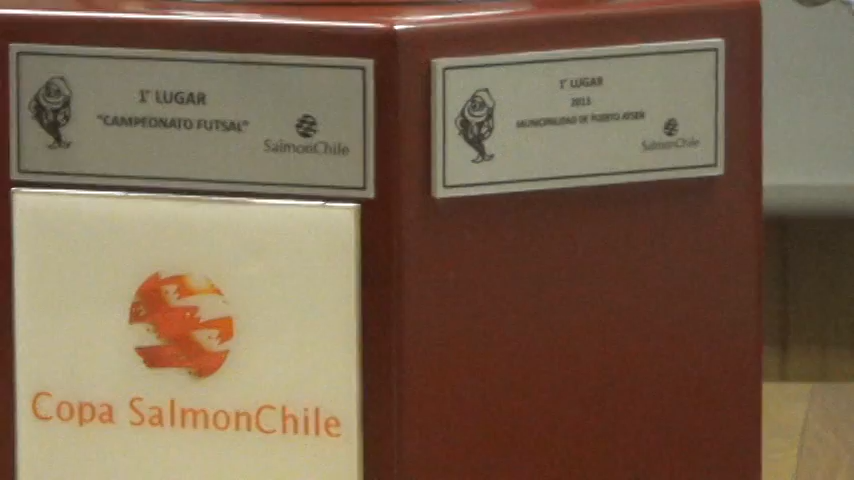 1° LUGAR
"CAMPEONATO FUTSAL"
SalmonChile
1° LUGAR
2013
MUNICIPALIDAD DE PUERTO AYSEN
SalmonChile
Copa SalmonChile